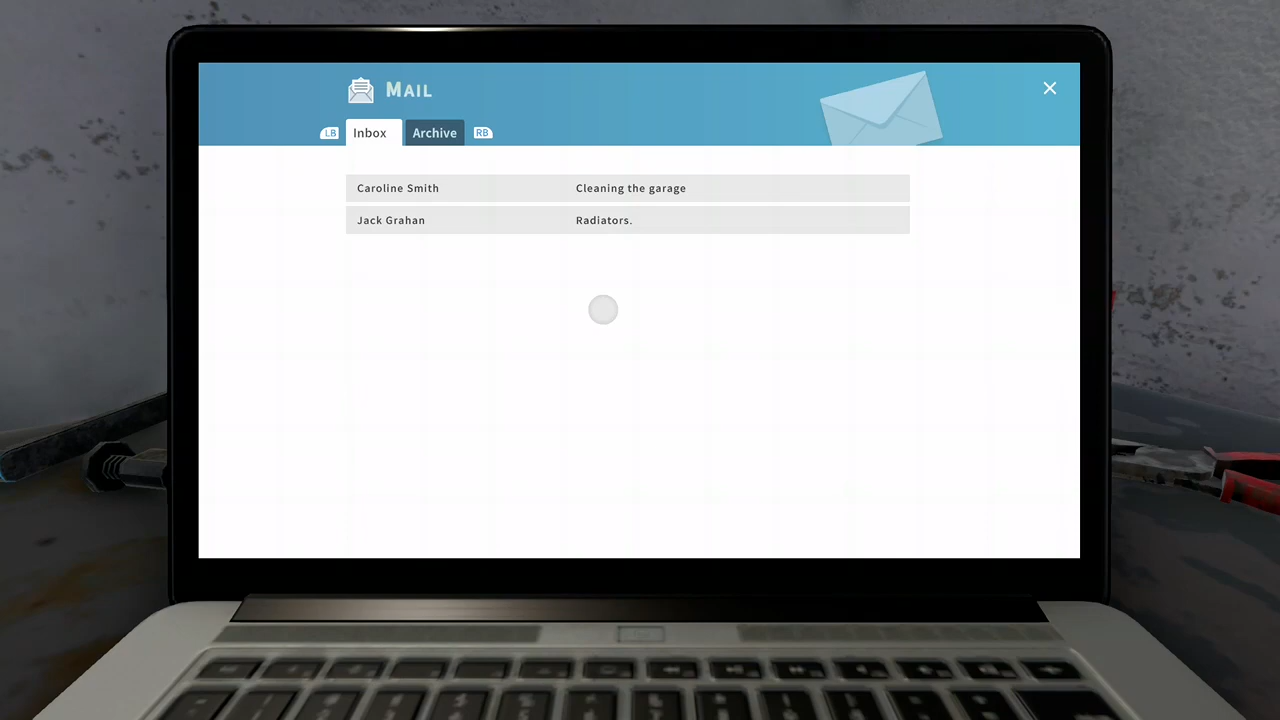 MAIL
LB Inbox Archive RB
Caroline Smith Cleaning the garage
Jack Grahan Radiators.